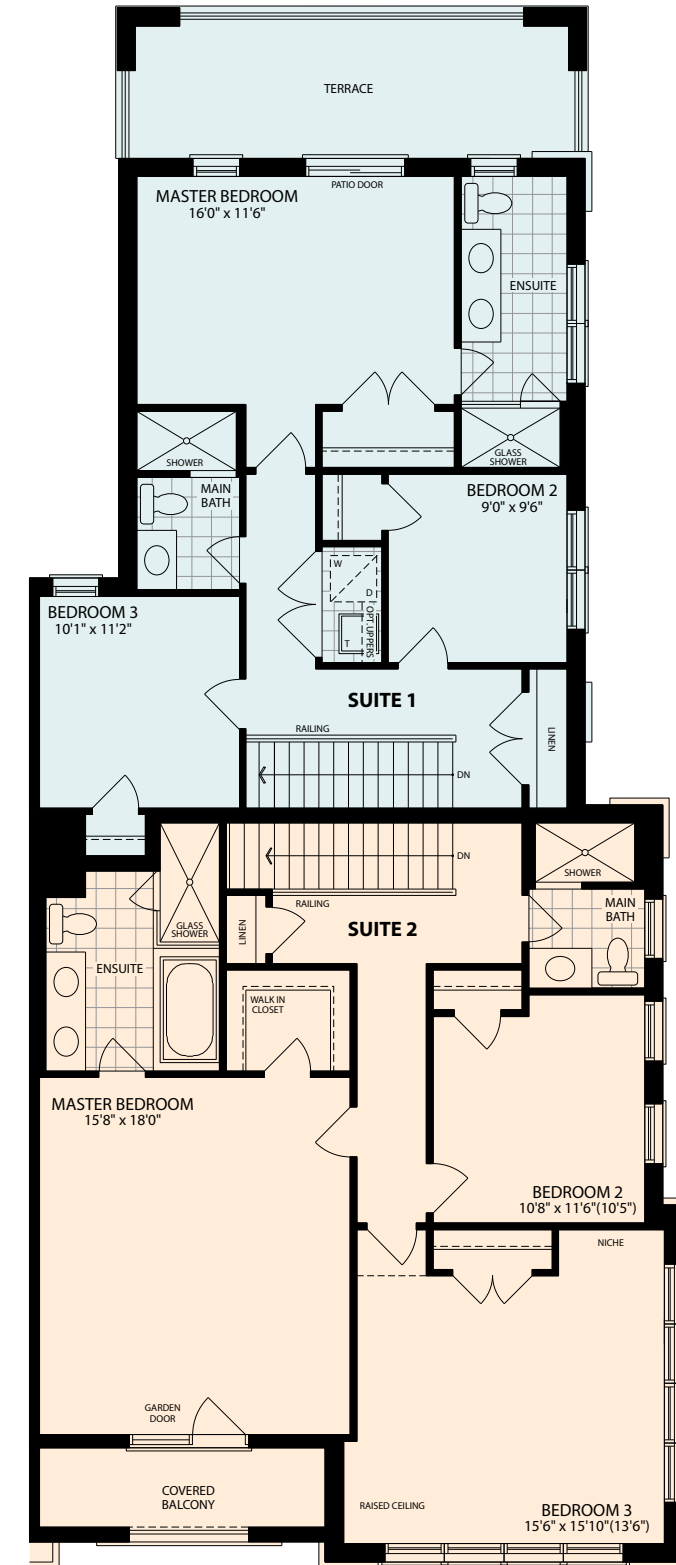 TERRACE
PATIO DOOR
MASTER BEDROOM
16'0" x 11'6"
ENSUITE
SHOWER
GLASS
SHOWER
MAIN
BATH
BEDROOM 2
9'0" x 9'6"
W
D
OPT. UPPERS
T
BEDROOM 3
10'1" x 11'2"
SUITE 1
RAILING
LINEN
DN
DN
SHOWER
RAILING
MAIN
BATH
GLASS
SHOWER
LINEN
SUITE 2
ENSUITE
WALK IN
CLOSET
MASTER BEDROOM
15'8" x 18'0"
BEDROOM 2
10'8" x 11'6"(10'5")
NICHE
GARDEN
DOOR
COVERED
BALCONY
RAISED CEILING
BEDROOM 3
15'6" x 15'10"(13'6")